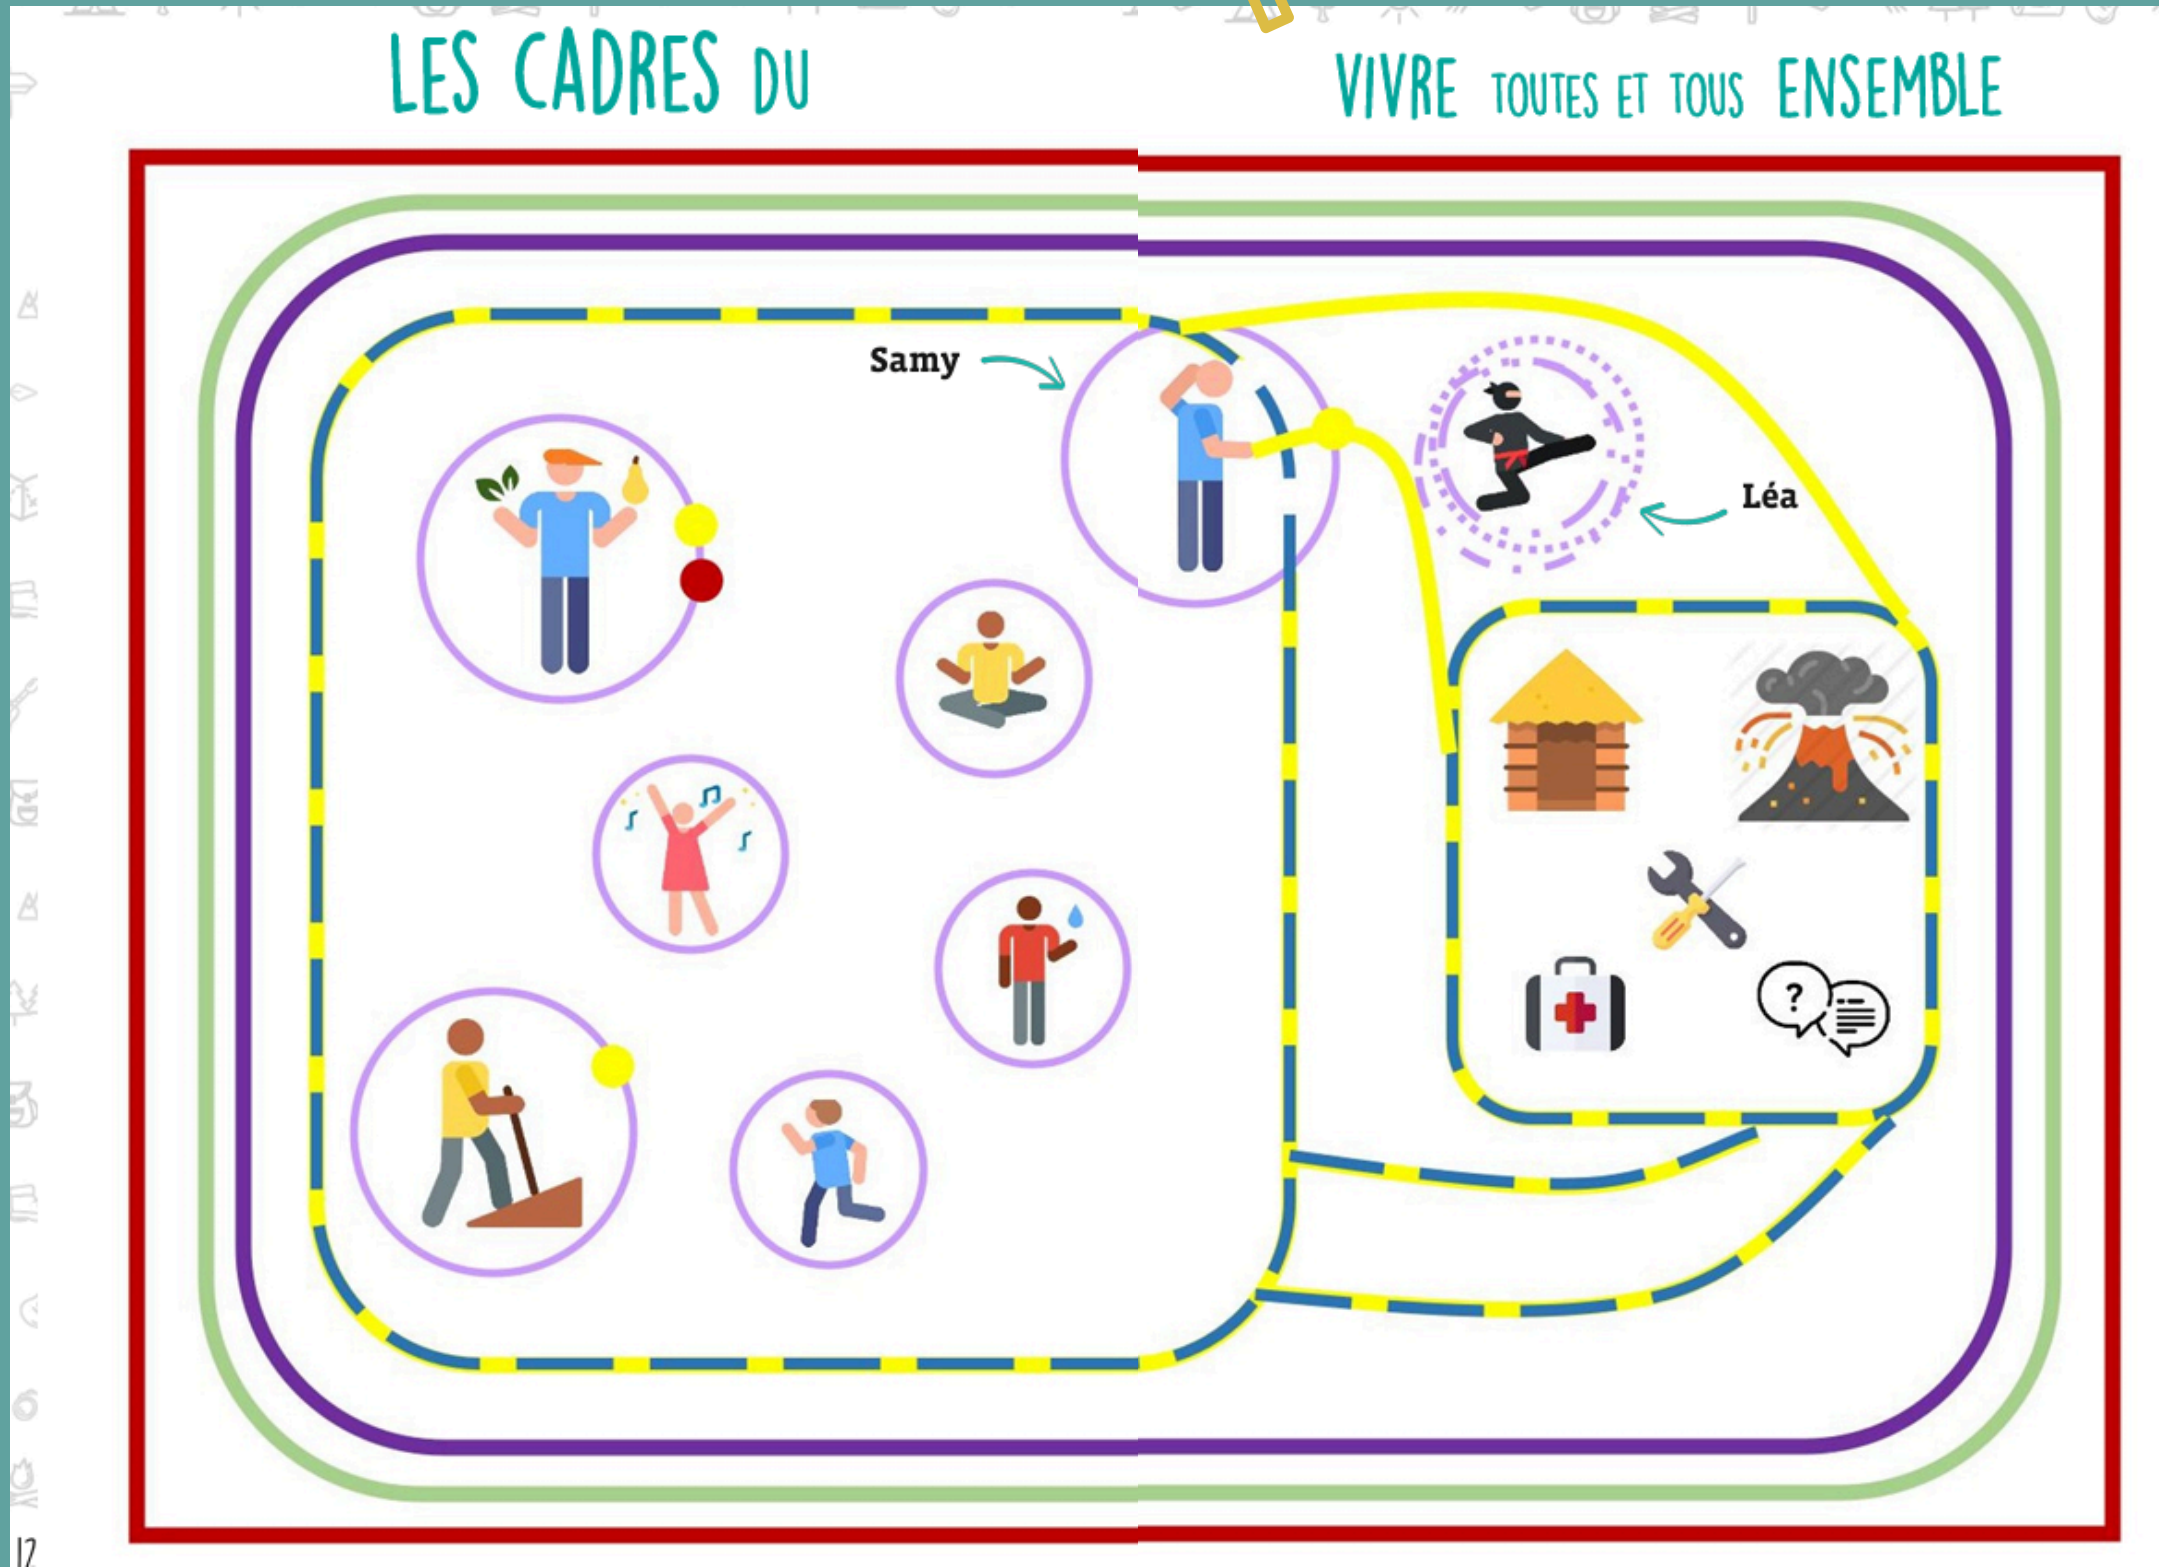 LES CADRES DU
VIVRE TOUTES ET TOUS ENSEMBLE
Samy
Léa
?
12